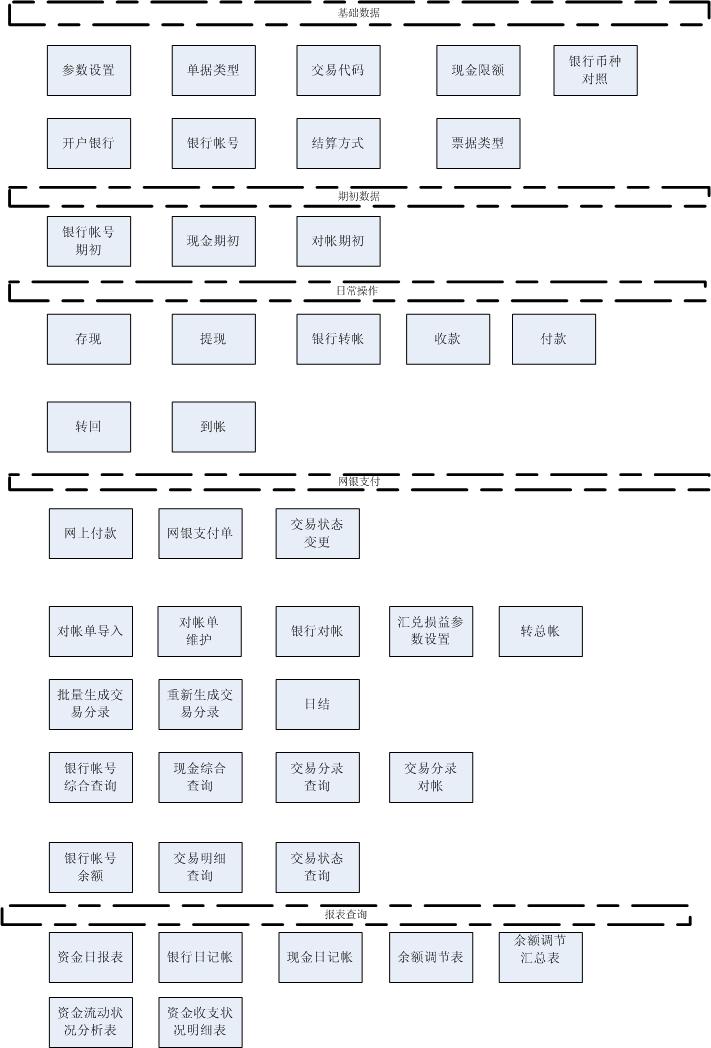 基础数据
参数设置
单据类型
交易代码
现金限额
银行币种
对照
开户银行
银行帐号
结算方式
票据类型
期初数据
银行帐号
期初
现金期初
对帐期初
日常操作
存现
提现
银行转帐
收款
付款
转回
到帐
网银支付
网上付款
网银支付单
交易状态
变更
对帐单导入
对帐单
维护
银行对帐
汇兑损益参
数设置
转总帐
批量生成交
易分录
重新生成交
易分录
日结
银行帐号
综合查询
现金综合
查询
交易分录
查询
交易分录
对帐
银行帐号
余额
交易明细
查询
交易状态
查询
报表查询
资金日报表
银行日记帐
现金日记帐
余额调节表
余额调节
汇总表
资金流动状
况分析表
资金收支状
况明细表